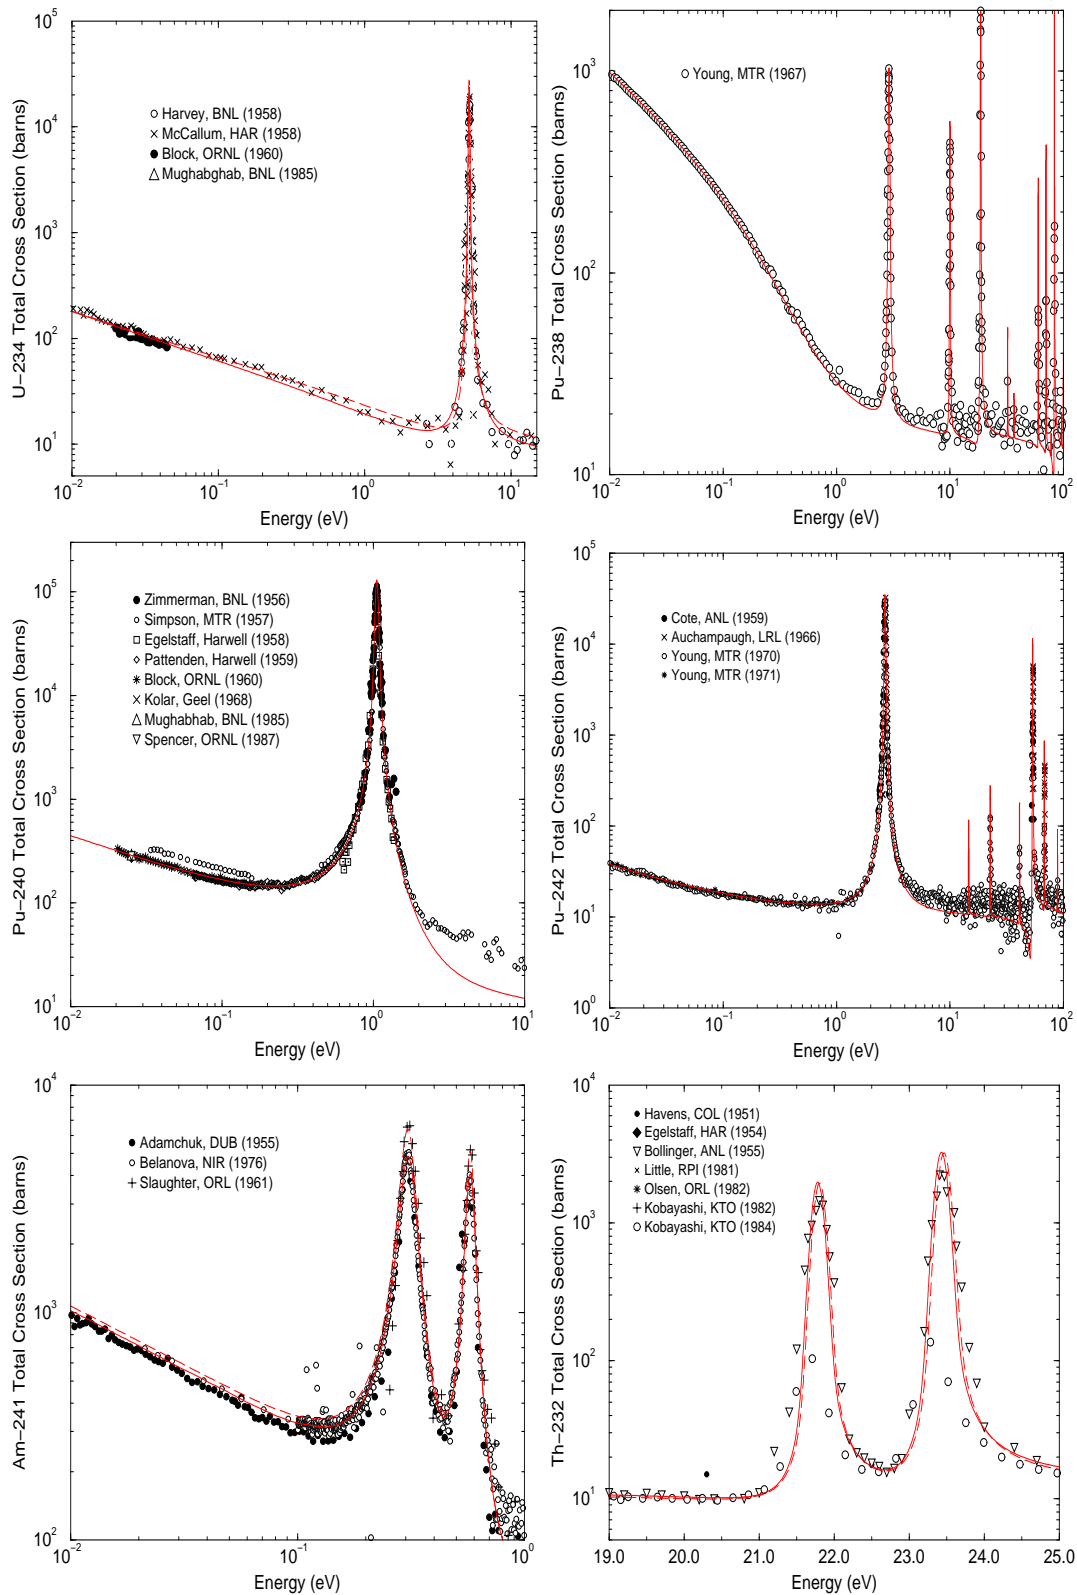 U−234 Total Cross Section (barns)
10^5
10^4
10^3
10^2
10^1
Harvey, BNL (1958)
McCallum, HAR (1958)
Block, ORNL (1960)
Mughabghab, BNL (1985)
10^−2 10^−1 10^0 10^1
Energy (eV)
Pu−238 Total Cross Section (barns)
10^3
10^2
10^1
Young, MTR (1967)
10^−2 10^−1 10^0 10^1 10^2
Energy (eV)
Pu−240 Total Cross Section (barns)
10^5
10^4
10^3
10^2
10^1
Zimmerman, BNL (1956)
Simpson, MTR (1957)
Egelstaff, Harwell (1958)
Pattenden, Harwell (1959)
Block, ORNL (1960)
Kolar, Geel (1968)
Mughabhab, BNL (1985)
Spencer, ORNL (1987)
10^−2 10^−1 10^0 10^1
Energy (eV)
Pu−242 Total Cross Section (barns)
10^5
10^4
10^3
10^2
10^1
10^0
Cote, ANL (1959)
Auchampaugh, LRL (1966)
Young, MTR (1970)
Young, MTR (1971)
10^−2 10^−1 10^0 10^1 10^2
Energy (eV)
Am−241 Total Cross Section (barns)
10^4
10^3
10^2
Adamchuk, DUB (1955)
Belanova, NIR (1976)
Slaughter, ORL (1961)
10^−2 10^−1 10^0
Energy (eV)
Th−232 Total Cross Section (barns)
10^4
10^3
10^2
10^1
Havens, COL (1951)
Egelstaff, HAR (1954)
Bollinger, ANL (1955)
Little, RPI (1981)
Olsen, ORL (1982)
Kobayashi, KTO (1982)
Kobayashi, KTO (1984)
19.0 20.0 21.0 22.0 23.0 24.0 25.0
Energy (eV)